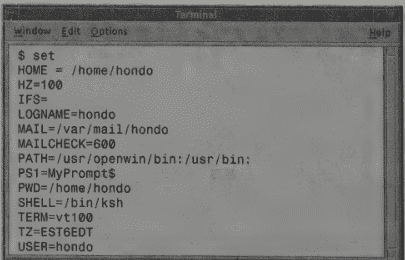 Terminal
Window Edit Options Help
$ set
HOME = /home/hondo
HZ=100
IFS=
LOGNAME=hondo
MAIL=/var/mail/hondo
MAILCHECK=600
PATH=/usr/openwin/bin:/usr/bin:
PS1=MyPrompt$
PWD=/home/hondo
SHELL=/bin/ksh
TERM=vt100
TZ=EST6EDT
USER=hondo